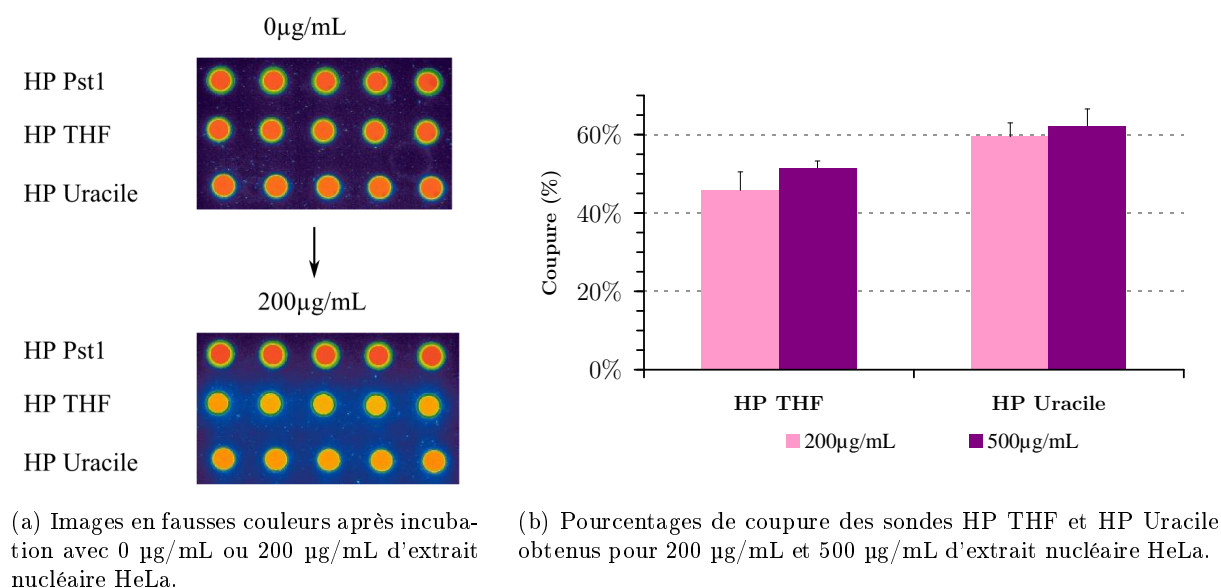 0µg/mL
HP Pst1
HP THF
HP Uracile
200µg/mL
HP Pst1
HP THF
HP Uracile
(a) Images en fausses couleurs après incuba-
tion avec 0 µg/mL ou 200 µg/mL d'extrait
nucléaire HeLa.
Coupure (%)
60%
40%
20%
0%
HP THF
HP Uracile
200µg/mL
500µg/mL
(b) Pourcentages de coupure des sondes HP THF et HP Uracile
obtenus pour 200 µg/mL et 500 µg/mL d'extrait nucléaire HeLa.